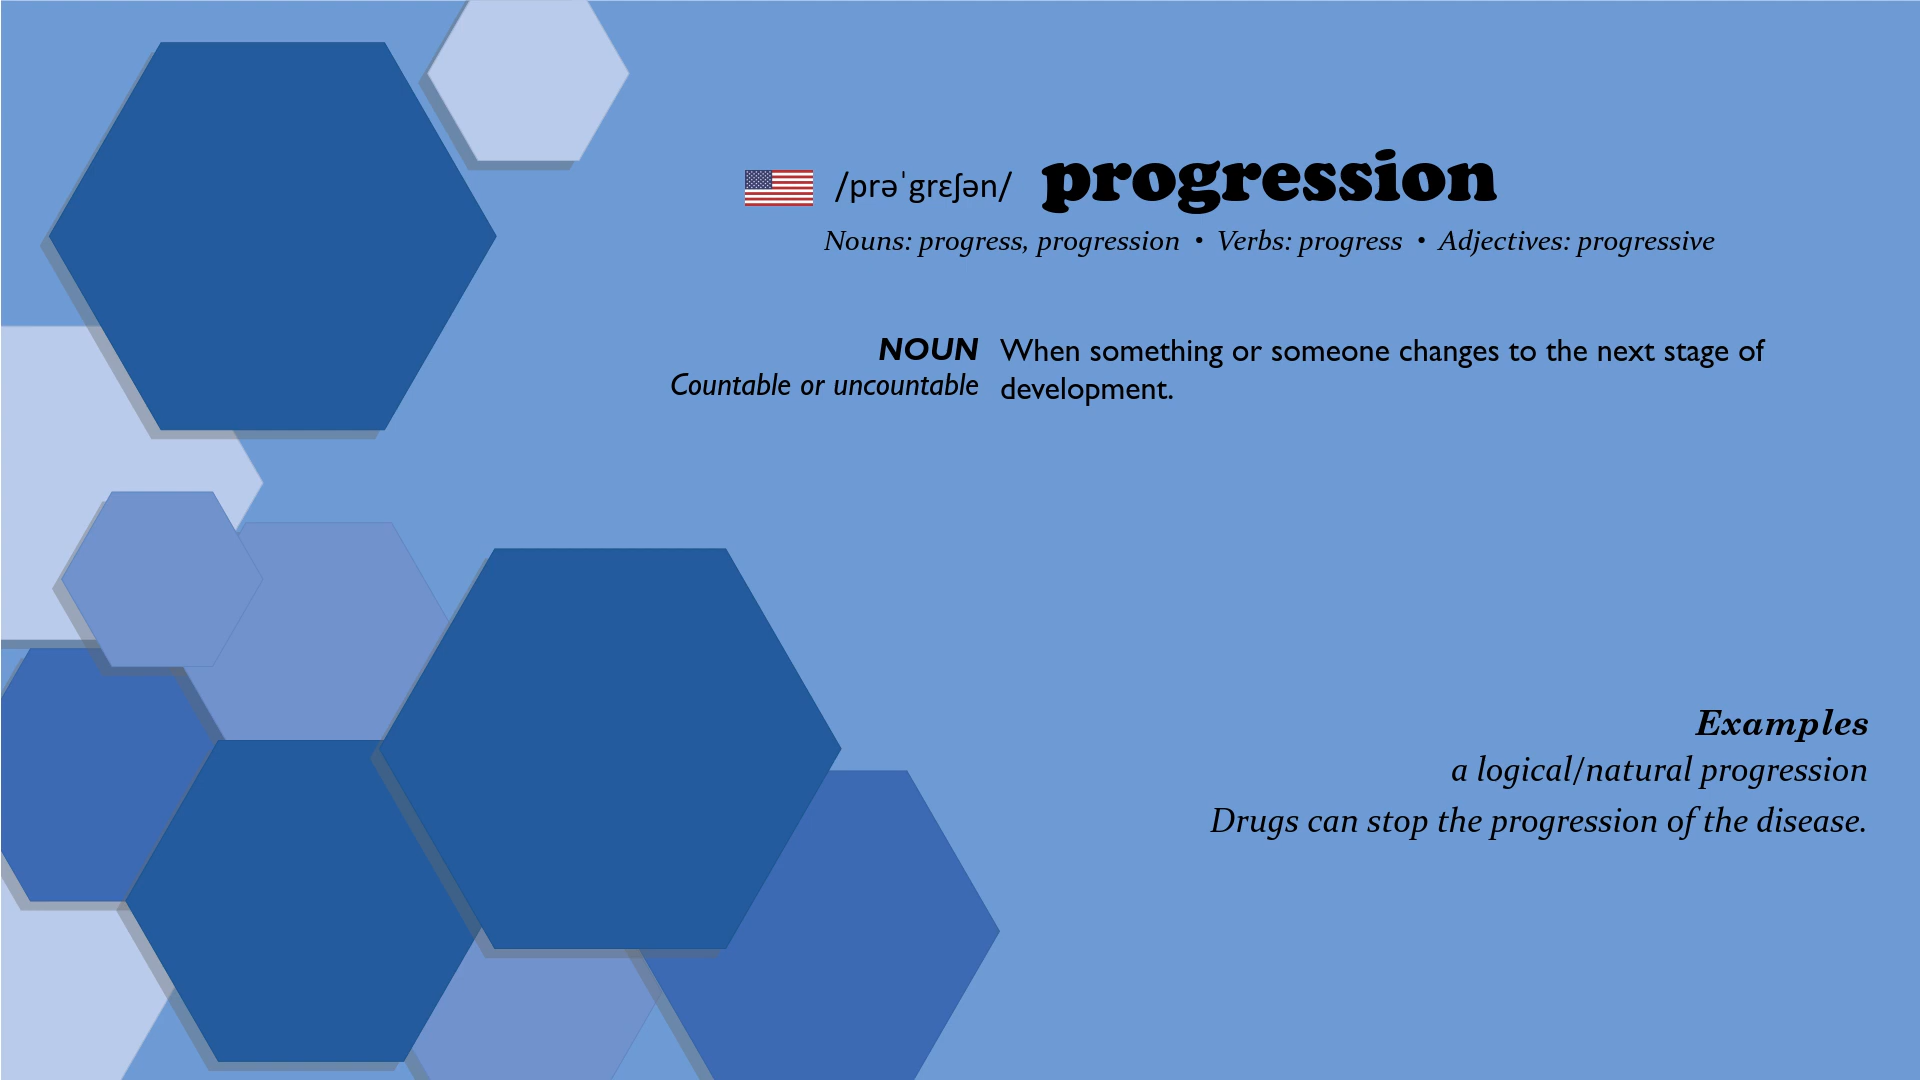 /prəˈgrɛʃən/ progression
Nouns: progress, progression • Verbs: progress • Adjectives: progressive
NOUN When something or someone changes to the next stage of
Countable or uncountable development.
Examples
a logical/natural progression
Drugs can stop the progression of the disease.